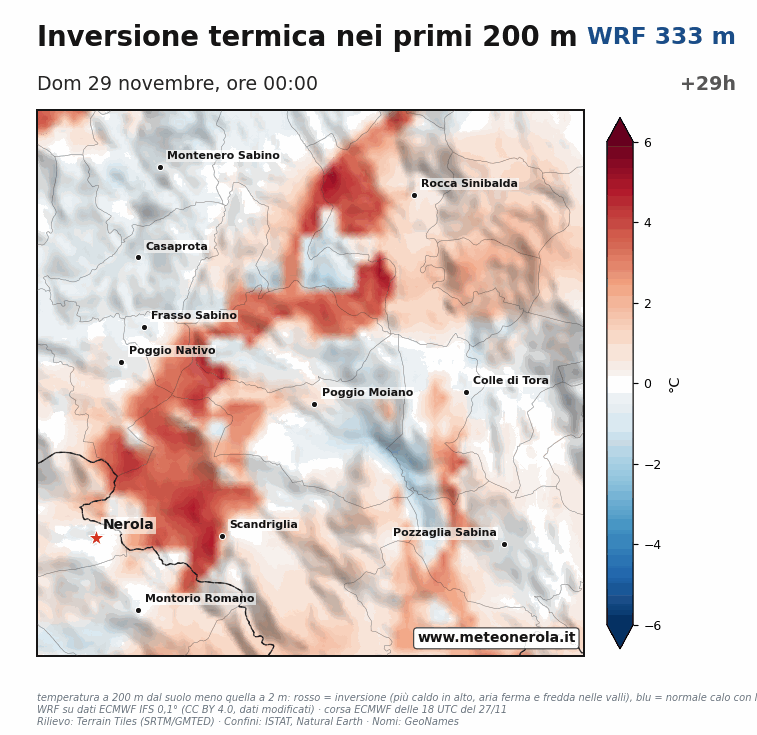 Inversione termica nei primi 200 m WRF 333 m
Dom 29 novembre, ore 00:00 +29h
Montenero Sabino
Rocca Sinibalda
Casaprota
Frasso Sabino
Poggio Nativo
Colle di Tora
Poggio Moiano
Nerola
Scandriglia
Pozzaglia Sabina
Montorio Romano
www.meteonerola.it
6
4
2
0
−2
−4
−6
°C
temperatura a 200 m dal suolo meno quella a 2 m: rosso = inversione (più caldo in alto, aria ferma e fredda nelle valli), blu = normale calo con
WRF su dati ECMWF IFS 0,1° (CC BY 4.0, dati modificati) · corsa ECMWF delle 18 UTC del 27/11
Rilievo: Terrain Tiles (SRTM/GMTED) · Confini: ISTAT, Natural Earth · Nomi: GeoNames